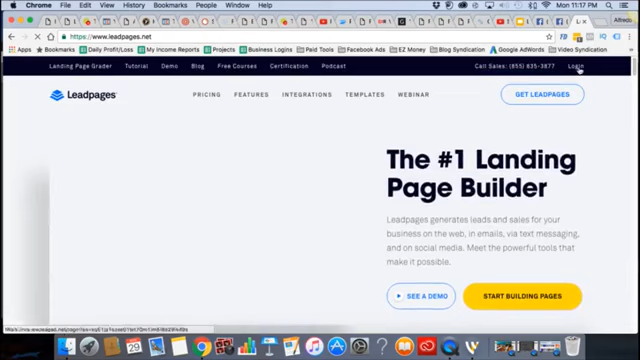 Chrome File Edit View History Bookmarks People Window Help
Mon 11:17 PM
Alfredo
https://www.leadpages.net
Apps Bookmarks Daily Profit/Loss Projects Business Logins Paid Tools Facebook Ads EZ Money Blog Syndication Google AdWords Video Syndication
Landing Page Grader Tutorial Demo Blog Free Courses Certification Podcast Call Sales: (855) 835-3877 Login
Leadpages PRICING FEATURES INTEGRATIONS TEMPLATES WEBINAR GET LEADPAGES
The #1 Landing
Page Builder
Leadpages generates leads and sales for your
business on the web, in emails, via text messaging,
and on social media. Meet the powerful tools that
make it possible.
SEE A DEMO START BUILDING PAGES